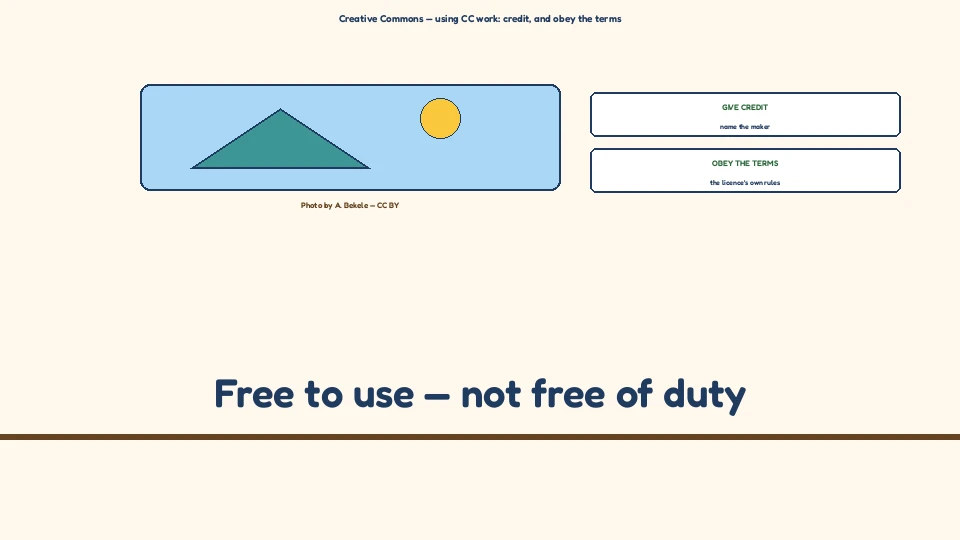 Creative Commons — using CC work: credit, and obey the terms
GIVE CREDIT
name the maker
OBEY THE TERMS
the licence's own rules
Photo by A. Bekele — CC BY
Free to use — not free of duty